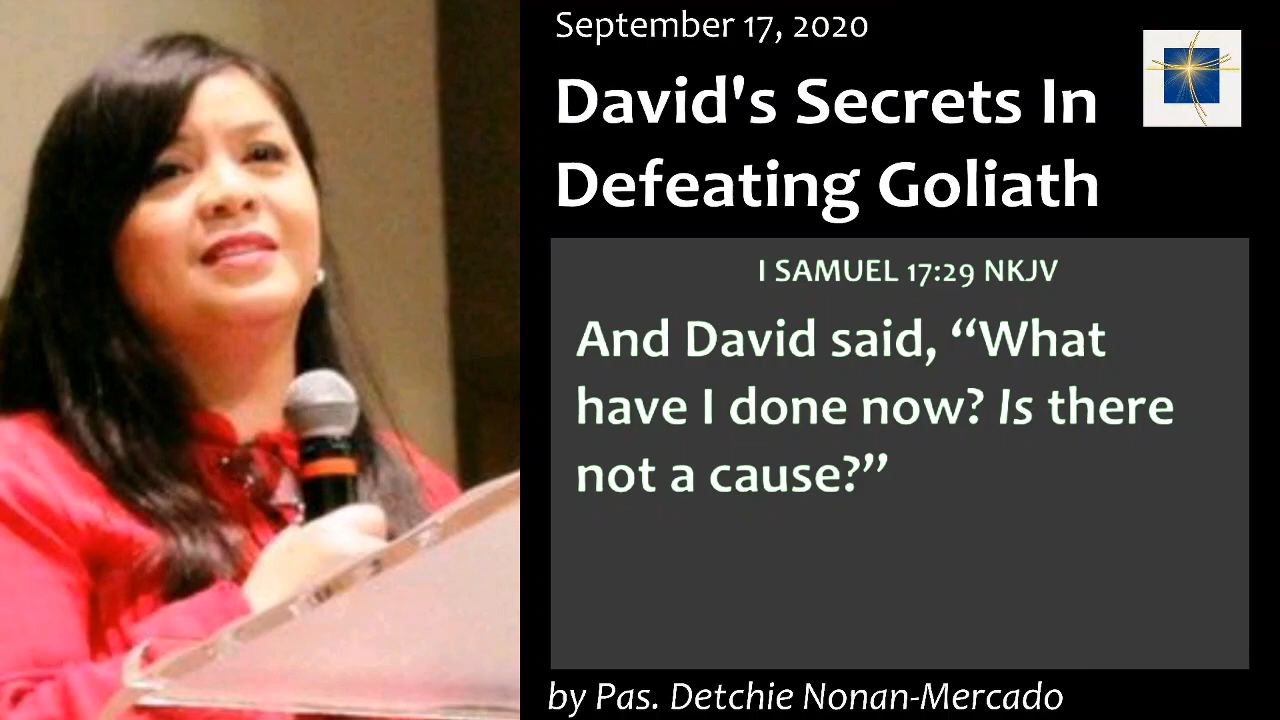 September 17, 2020
David's Secrets In
Defeating Goliath
I SAMUEL 17:29 NKJV
And David said, “What
have I done now? Is there
not a cause?”
by Pas. Detchie Nonan-Mercado